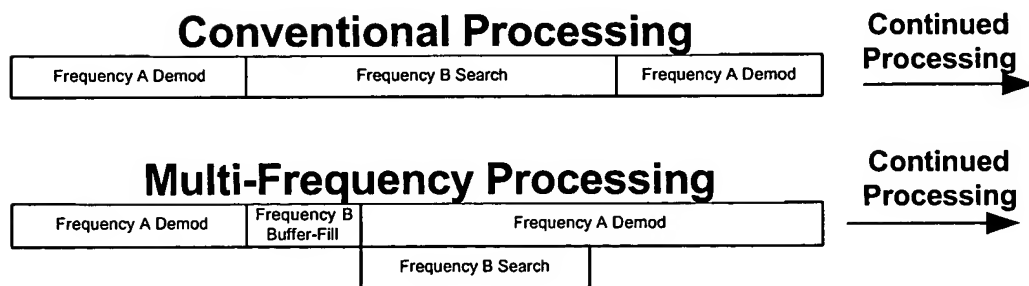 Conventional Processing
Continued
Processing
Frequency A Demod
Frequency B Search
Frequency A Demod
Multi-Frequency Processing
Continued
Processing
Frequency A Demod
Frequency B
Buffer-Fill
Frequency A Demod
Frequency B Search